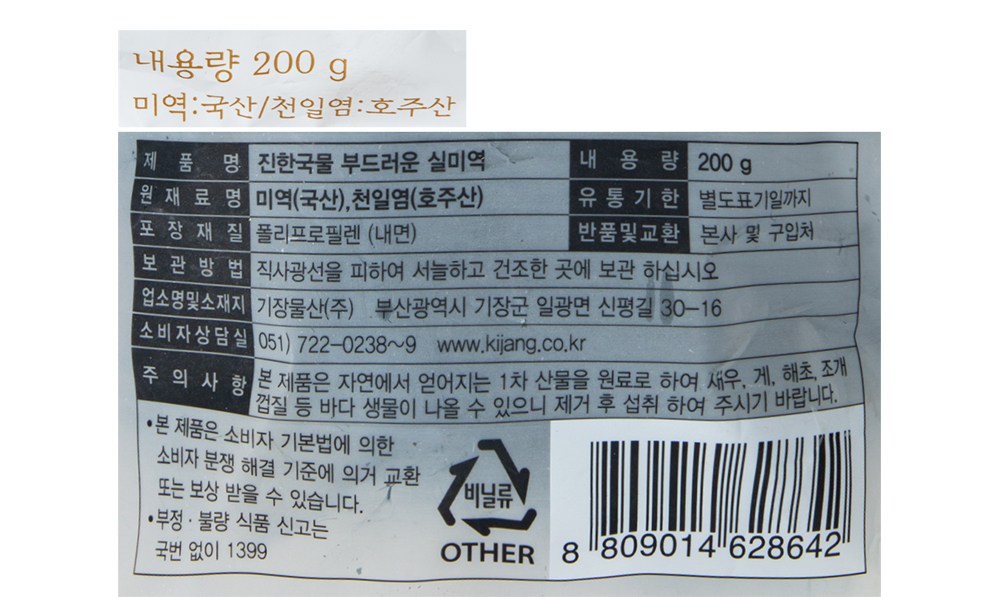 내용량 200 g
미역:국산/천일염:호주산
제 품 명 진한국물 부드러운 실미역 내 용 량 200 g
원 재 료 명 미역(국산),천일염(호주산) 유 통 기 한 별도표기일까지
포 장 재 질 폴리프로필렌 (내면) 반품및교환 본사 및 구입처
보 관 방 법 직사광선을 피하여 서늘하고 건조한 곳에 보관 하십시오
업소명및소재지 기장물산(주) 부산광역시 기장군 일광면 신평길 30-16
소비자상담실 051) 722-0238~9 www.kijang.co.kr
주 의 사 항 본 제품은 자연에서 얻어지는 1차 산물을 원료로 하여 새우, 게, 해초, 조개
껍질 등 바다 생물이 나올 수 있으니 제거 후 섭취 하여 주시기 바랍니다.
•본 제품은 소비자 기본법에 의한
소비자 분쟁 해결 기준에 의거 교환
또는 보상 받을 수 있습니다.
•부정·불량 식품 신고는
국번 없이 1399
비닐류
OTHER
8 809014 628642